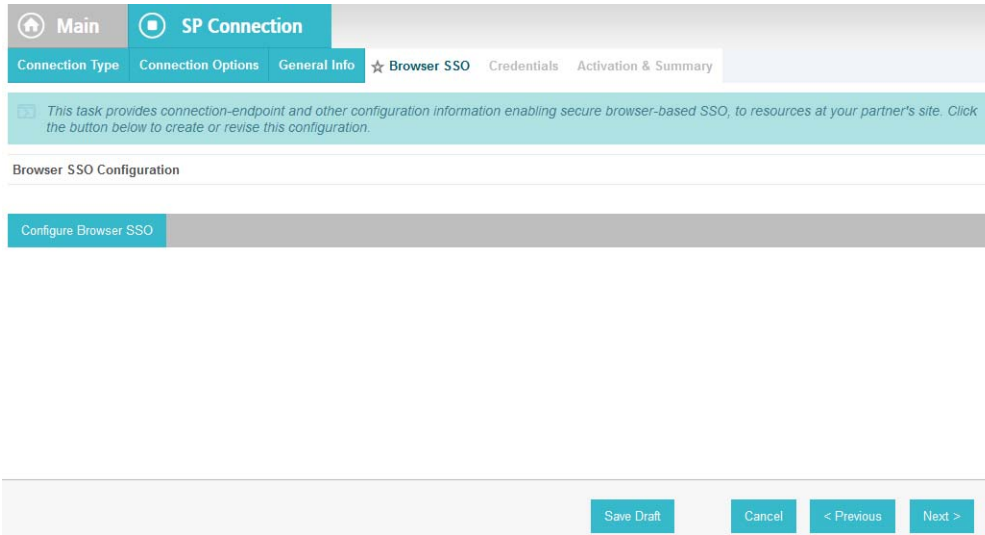 Main
SP Connection
Connection Type
Connection Options
General Info
Browser SSO
Credentials
Activation & Summary
This task provides connection-endpoint and other configuration information enabling secure browser-based SSO, to resources at your partner's site. Click
the button below to create or revise this configuration.
Browser SSO Configuration
Configure Browser SSO
Save Draft
Cancel
< Previous
Next >